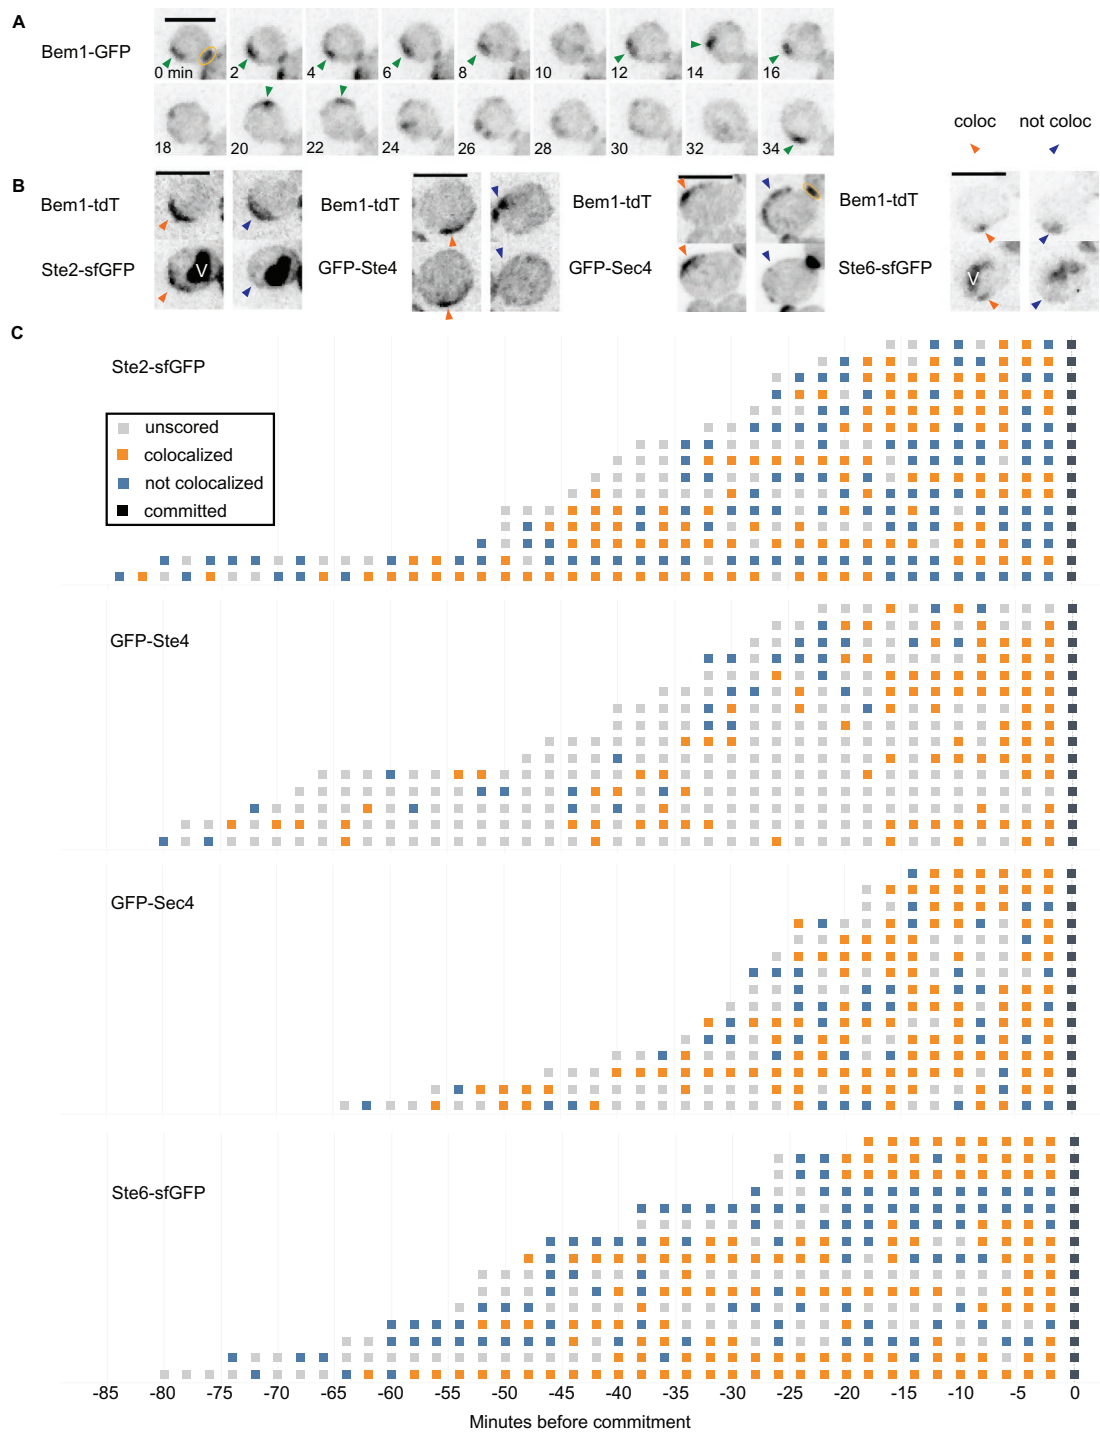 A
Bem1-GFP
0 min 2 4 6 8 10 12 14 16
18 20 22 24 26 28 30 32 34
coloc not coloc
B
Bem1-tdT Bem1-tdT Bem1-tdT Bem1-tdT
Ste2-sfGFP V GFP-Ste4 GFP-Sec4 Ste6-sfGFP V
C
Ste2-sfGFP
unscored
colocalized
not colocalized
committed
GFP-Ste4
GFP-Sec4
Ste6-sfGFP
-85 -80 -75 -70 -65 -60 -55 -50 -45 -40 -35 -30 -25 -20 -15 -10 -5 0
Minutes before commitment